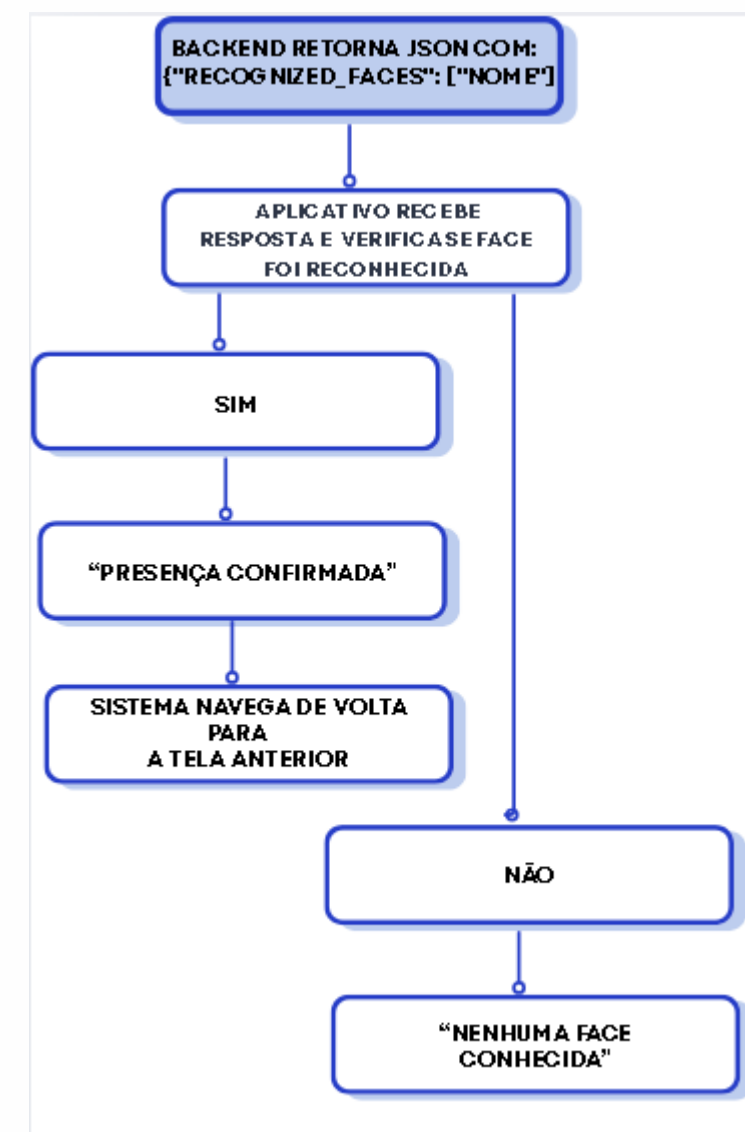 BACKEND RETORNA JSON COM:
{"RECOGNIZED_FACES": ["NOME"]
APLICATIVO RECEBE
RESPOSTA E VERIFICA SE FACE
FOI RECONHECIDA
SIM
“PRESENÇA CONFIRMADA”
SISTEMA NAVEGA DE VOLTA
PARA
A TELA ANTERIOR
NÃO
“NENHUMA FACE
CONHECIDA”